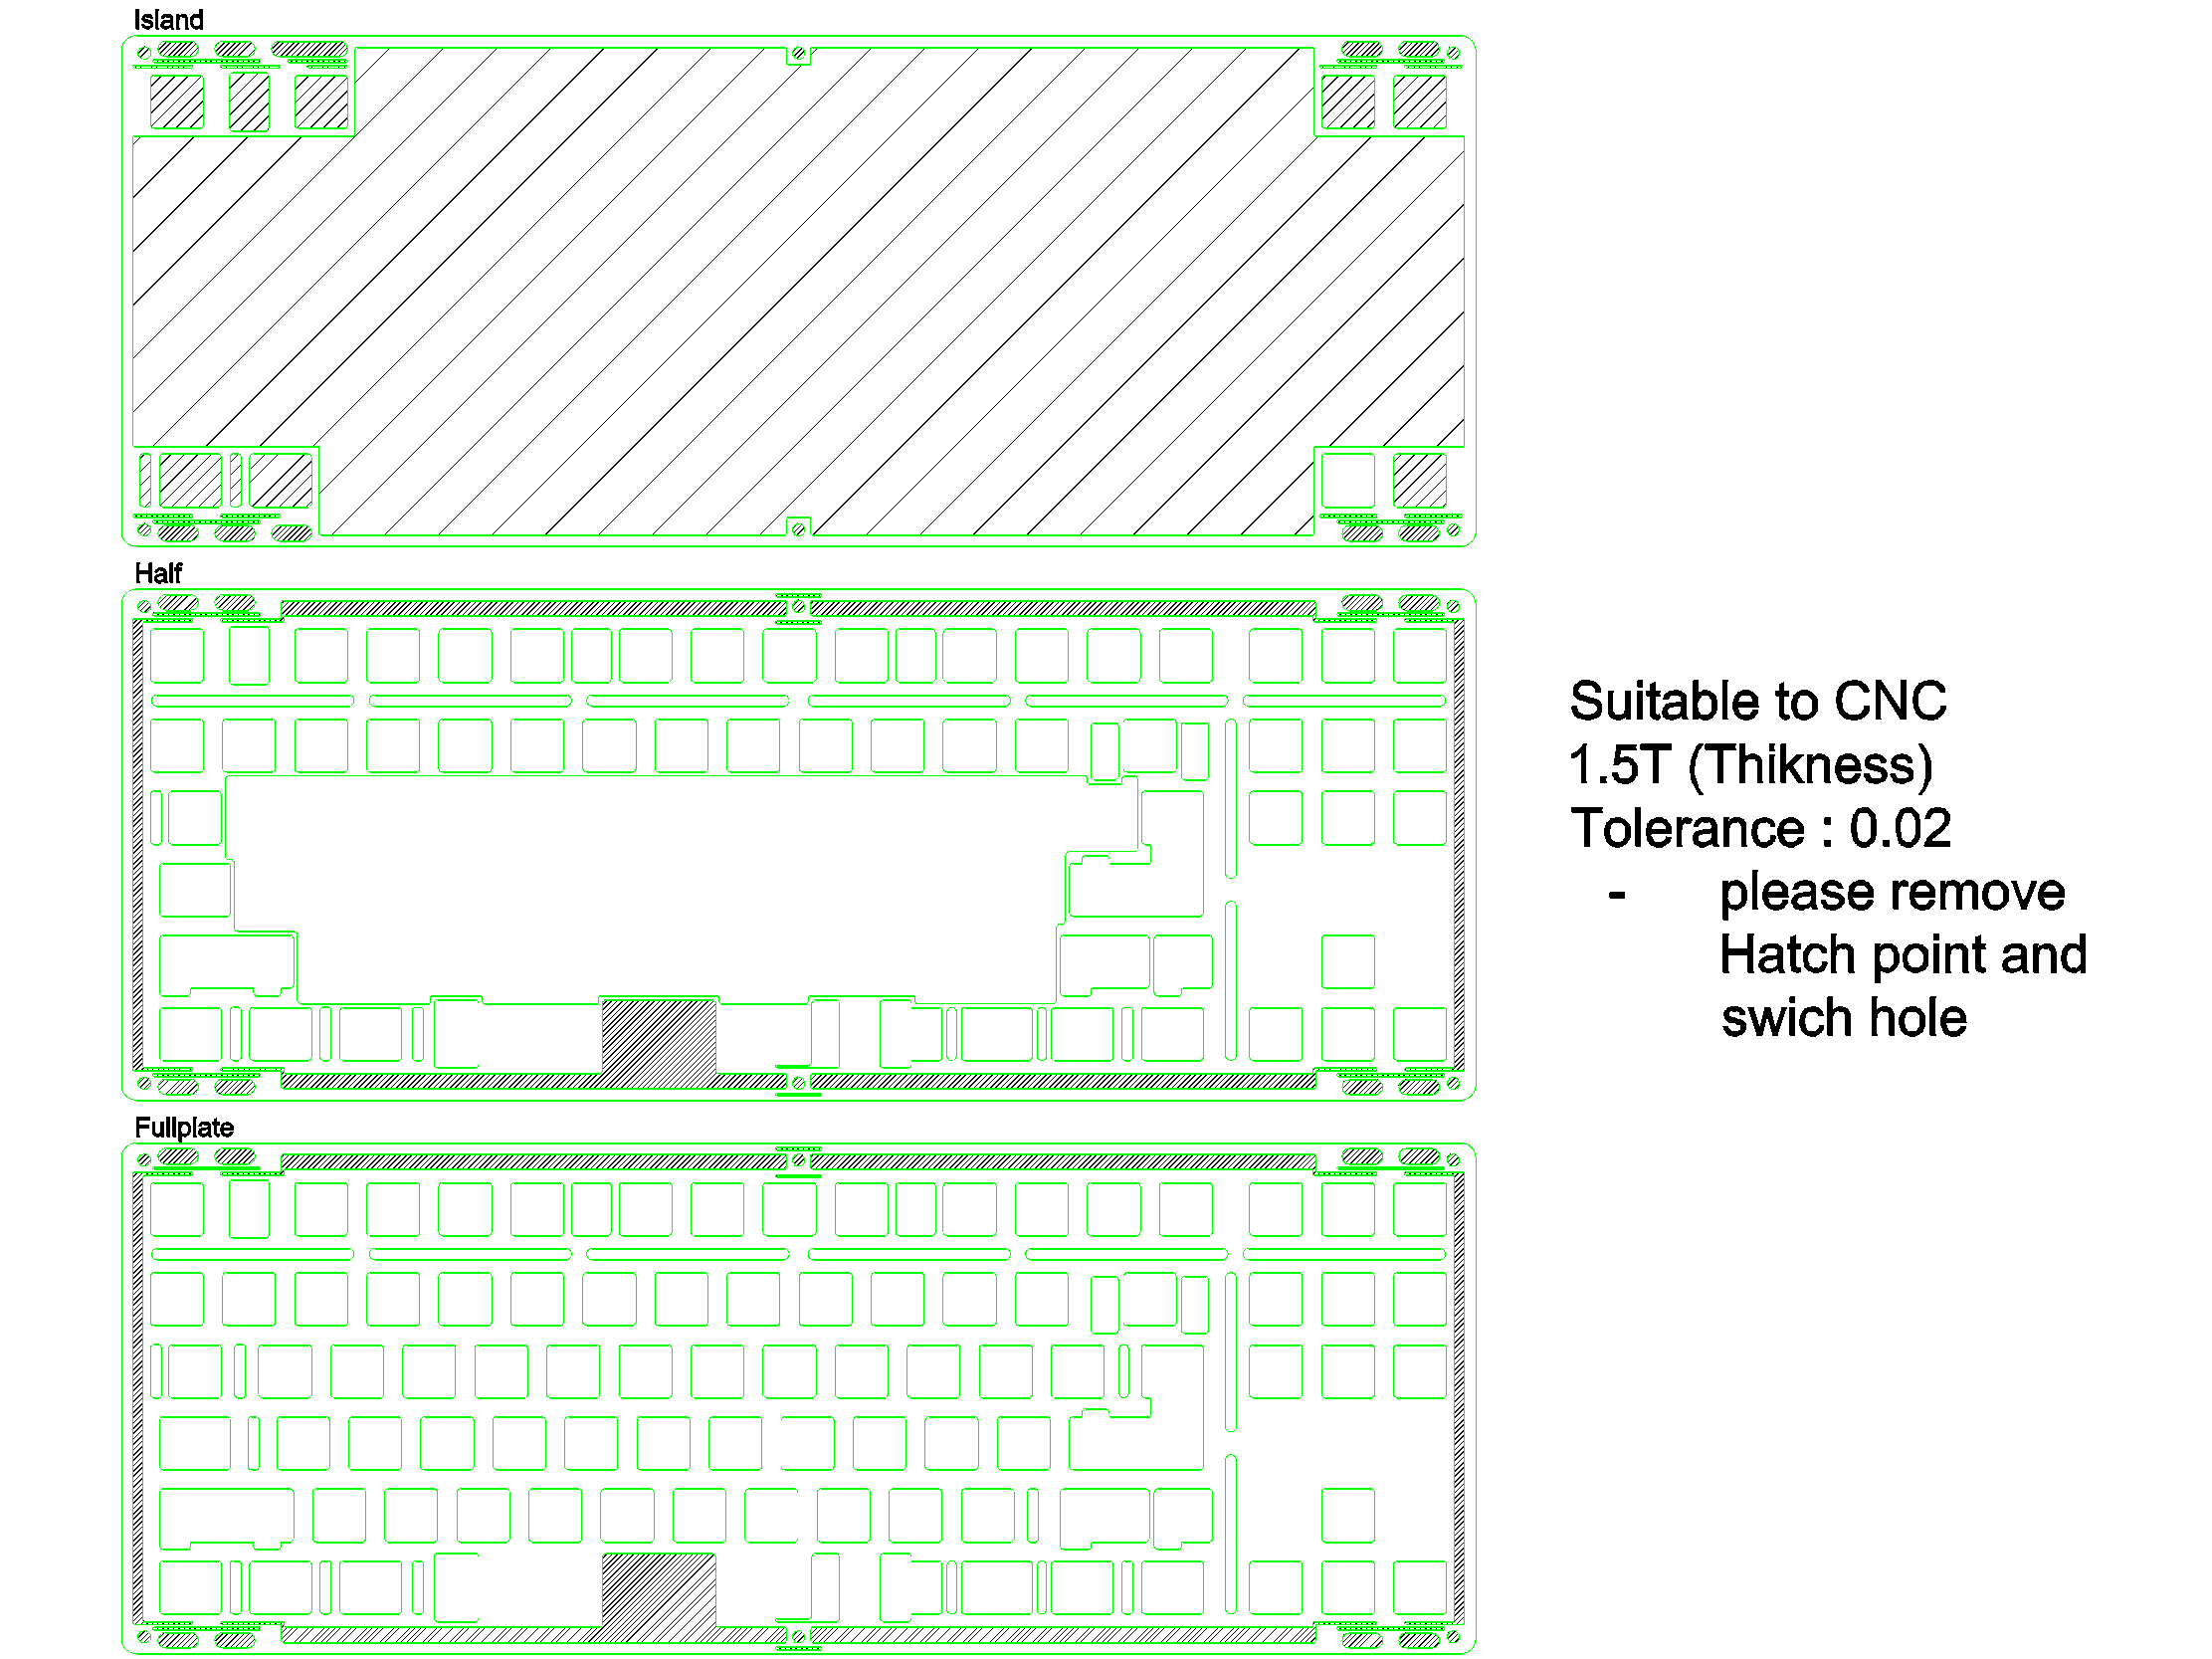 Island
Half
Suitable to CNC
1.5T (Thikness)
Tolerance : 0.02
- please remove
Hatch point and
swich hole
Fullplate